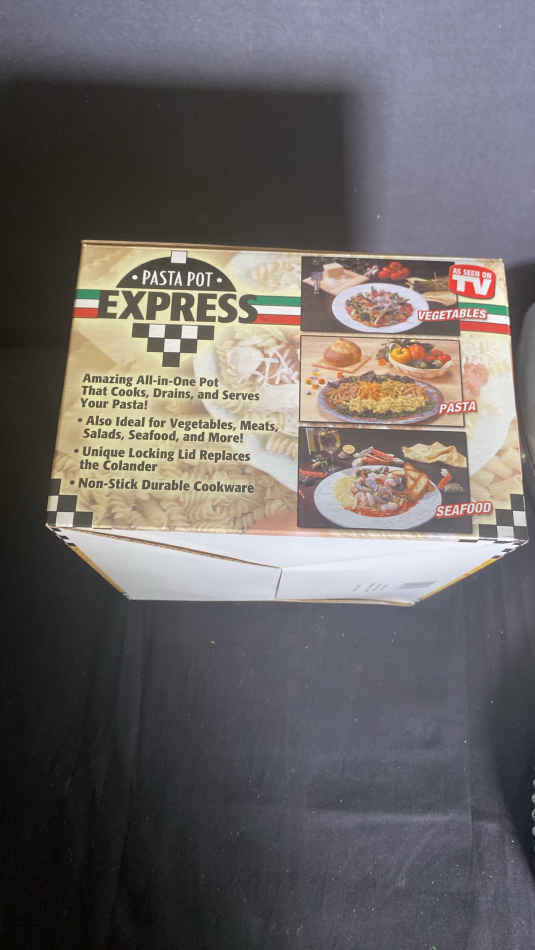 • PASTA POT •
EXPRESS
Amazing All-in-One Pot
That Cooks, Drains, and Serves
Your Pasta!
• Also Ideal for Vegetables, Meats,
Salads, Seafood, and More!
• Unique Locking Lid Replaces
the Colander
• Non-Stick Durable Cookware
AS SEEN ON
TV
VEGETABLES
PASTA
SEAFOOD